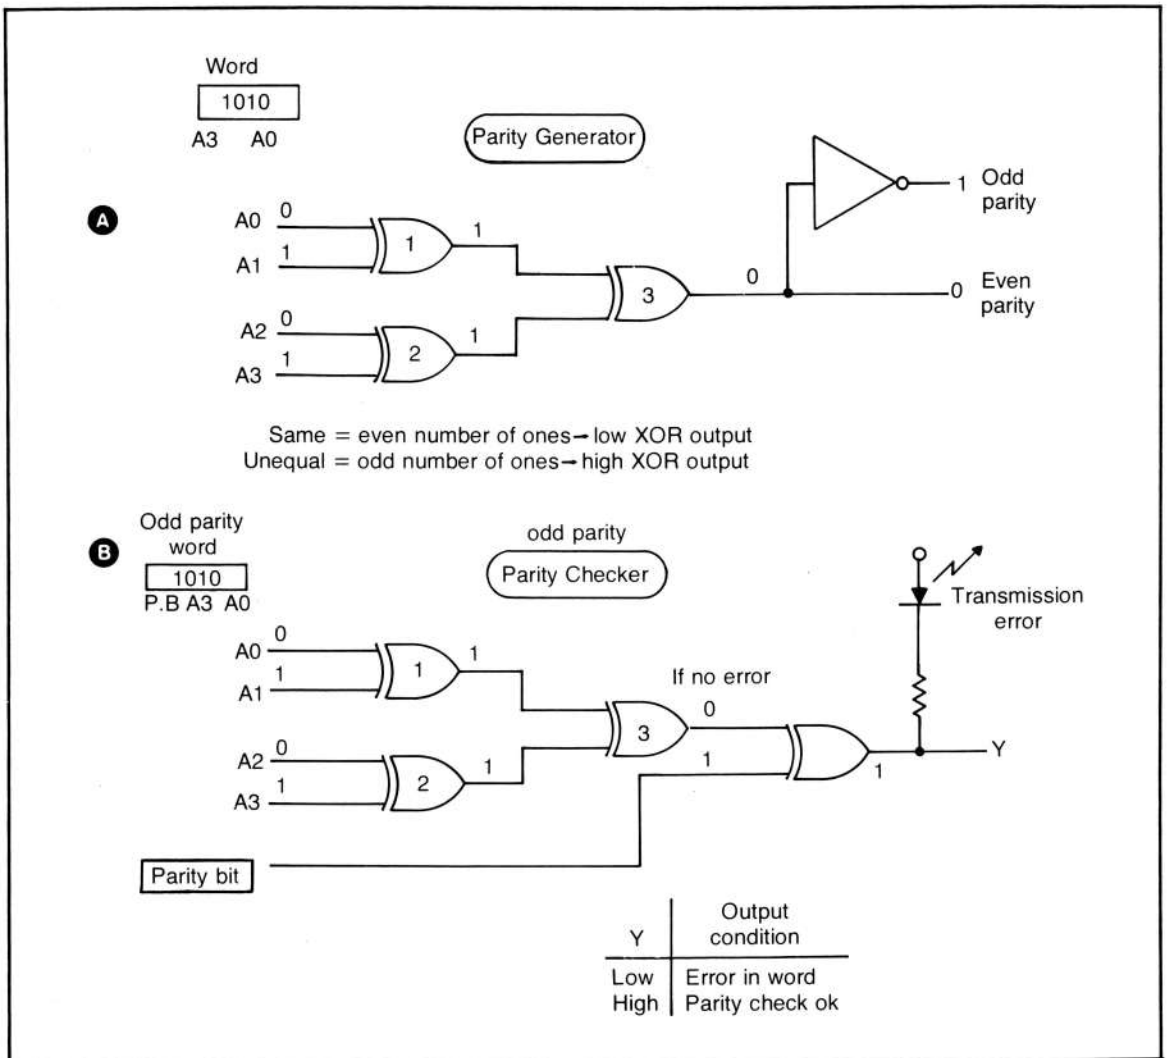 Word
1010
A3 A0
Parity Generator
A
A0 0
A1 1
1
1
A2 0
A3 1
2
1
3
0
1 Odd
parity
0 Even
parity
Same = even number of ones→low XOR output
Unequal = odd number of ones→high XOR output
B
Odd parity
word
1010
P.B A3 A0
odd parity
Parity Checker
Transmission
error
A0 0
A1 1
1
1
A2 0
A3 1
2
1
If no error
3
0
1
1
Y
Parity bit
Y
Output
condition
Low Error in word
High Parity check ok